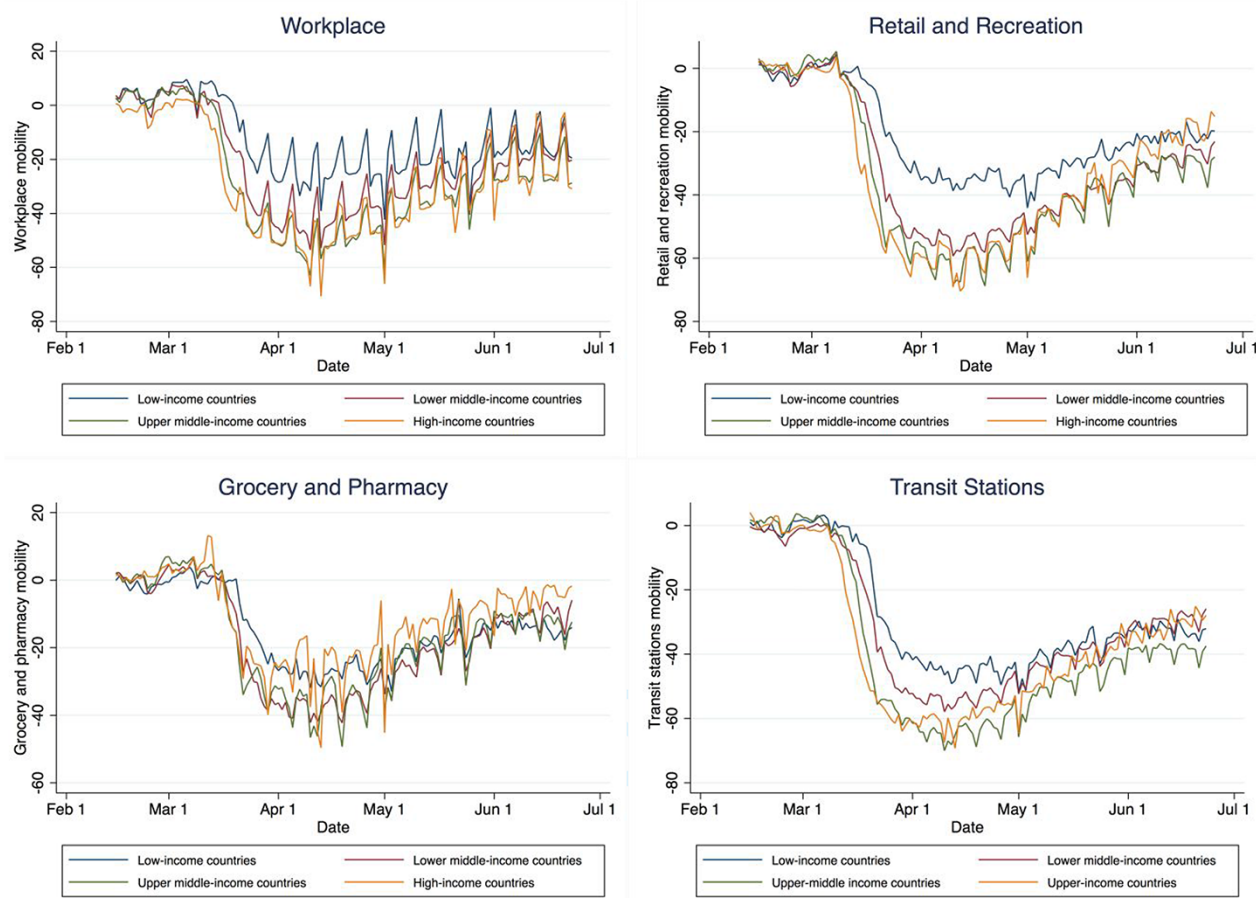 Workplace
Workplace mobility
20
0
-20
-40
-60
-80
Feb 1 Mar 1 Apr 1 May 1 Jun 1 Jul 1
Date
Low-income countries Lower middle-income countries
Upper middle-income countries High-income countries
Retail and Recreation
Retail and recreation mobility
0
-20
-40
-60
-80
Feb 1 Mar 1 Apr 1 May 1 Jun 1 Jul 1
Date
Low-income countries Lower middle-income countries
Upper middle-income countries High-income countries
Grocery and Pharmacy
Grocery and pharmacy mobility
20
0
-20
-40
-60
Feb 1 Mar 1 Apr 1 May 1 Jun 1 Jul 1
Date
Low-income countries Lower middle-income countries
Upper middle-income countries High-income countries
Transit Stations
Transit stations mobility
0
-20
-40
-60
-80
Feb 1 Mar 1 Apr 1 May 1 Jun 1 Jul 1
Date
Low-income countries Lower middle-income countries
Upper-middle income countries Upper-income countries